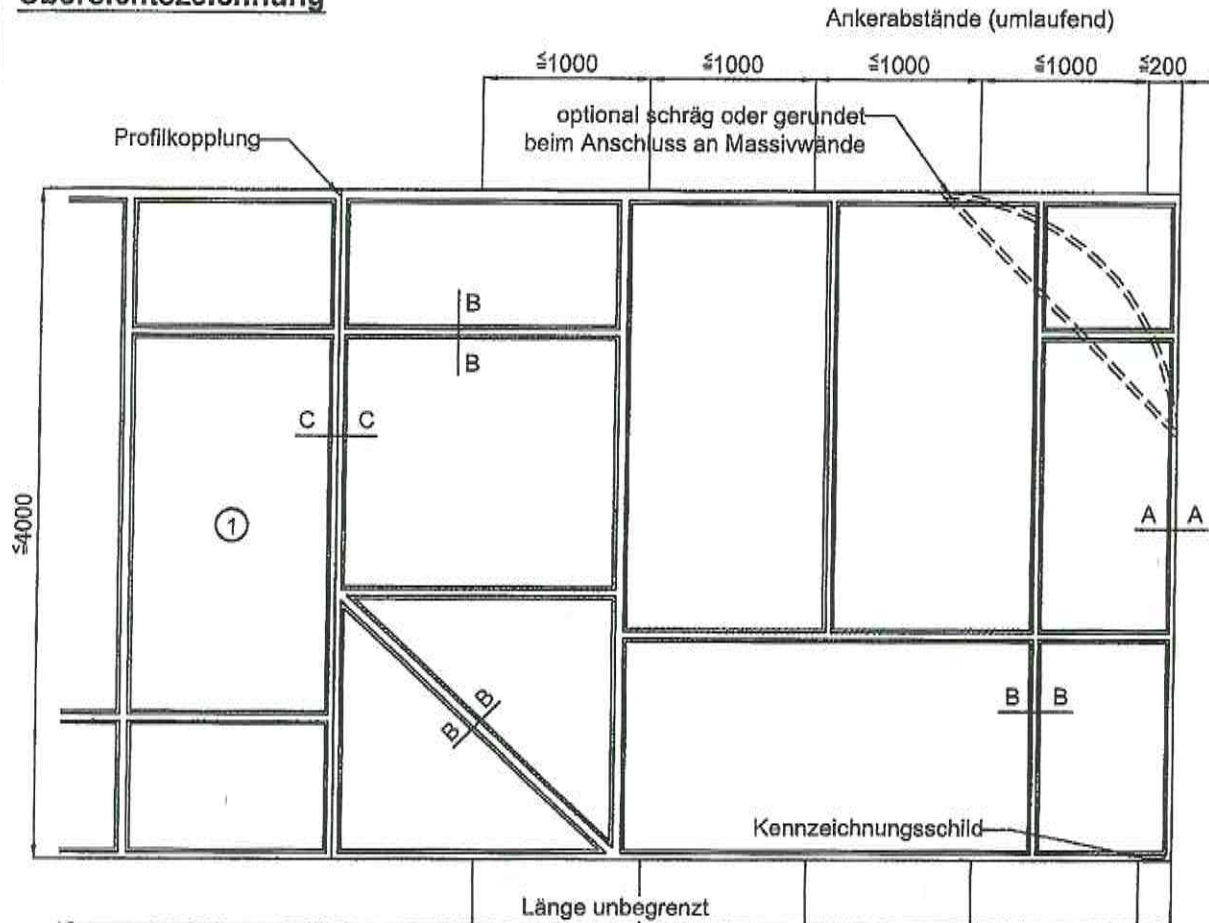 Übersichtszeichnung
Ankerabstände (umlaufend)
≦1000 ≦1000 ≦1000 ≦1000 ≦200
optional schräg oder gerundet
beim Anschluss an Massivwände
Profilkopplung
B
B
C C
≦4000
1
A A
B
B
B B
Kennzeichnungsschild
Länge unbegrenzt